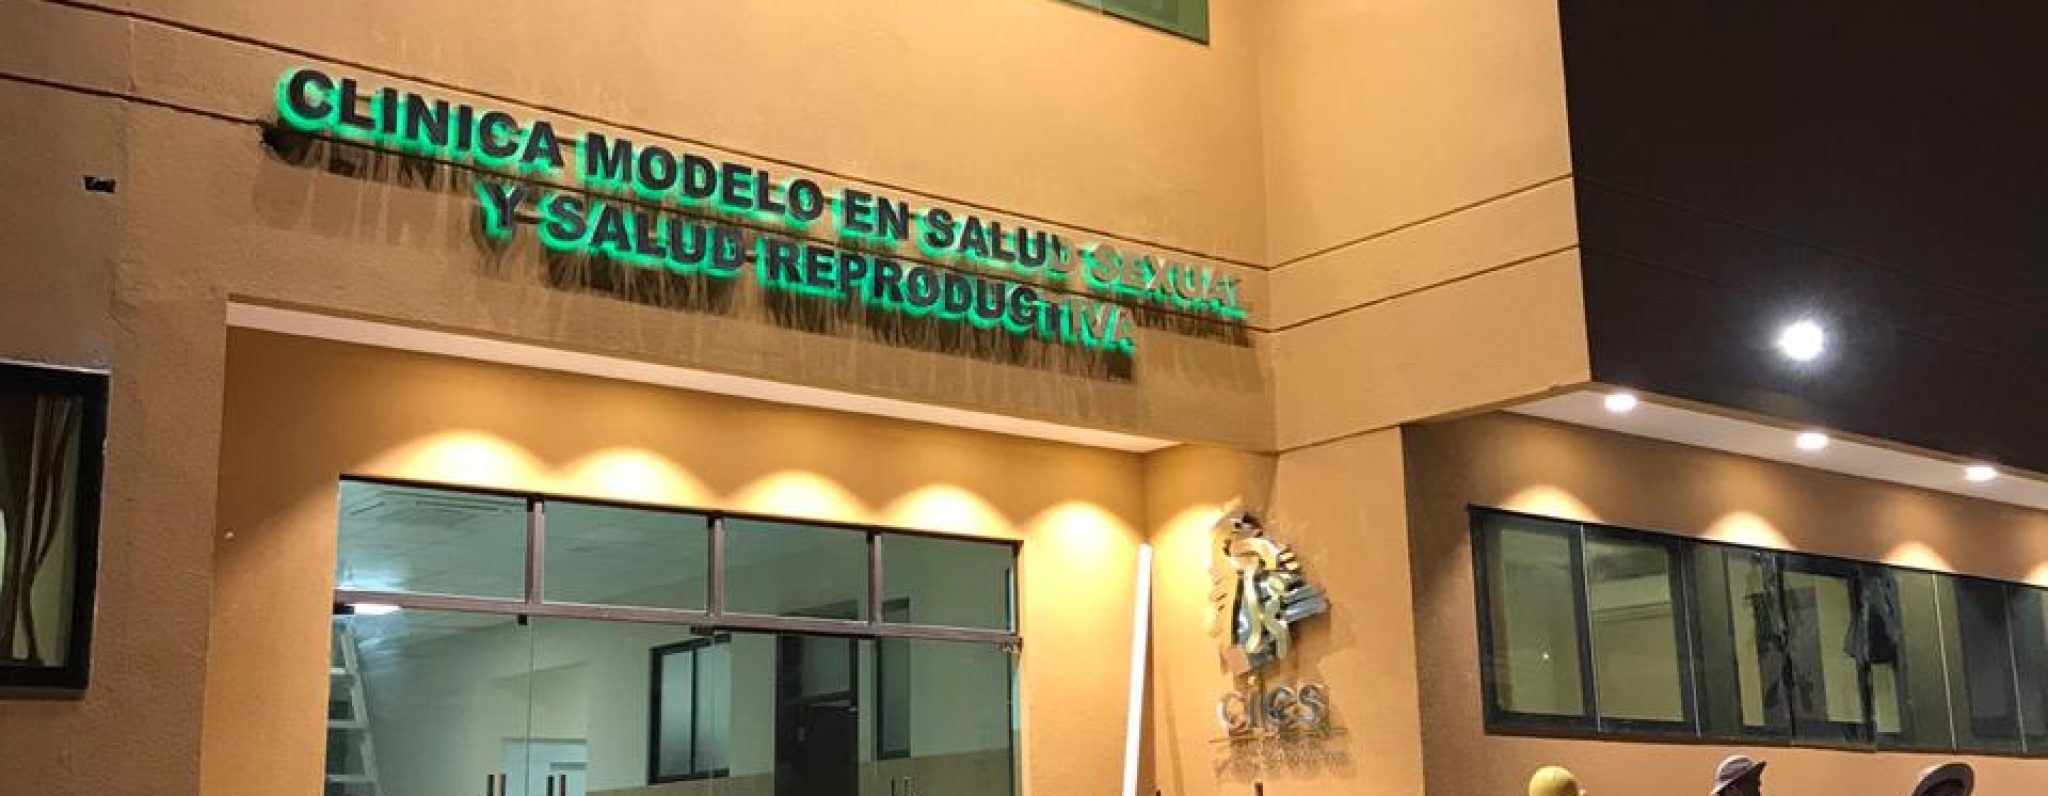 CLINICA MODELO EN SALUD SEXUAL
Y SALUD REPRODUCTIVA
cies